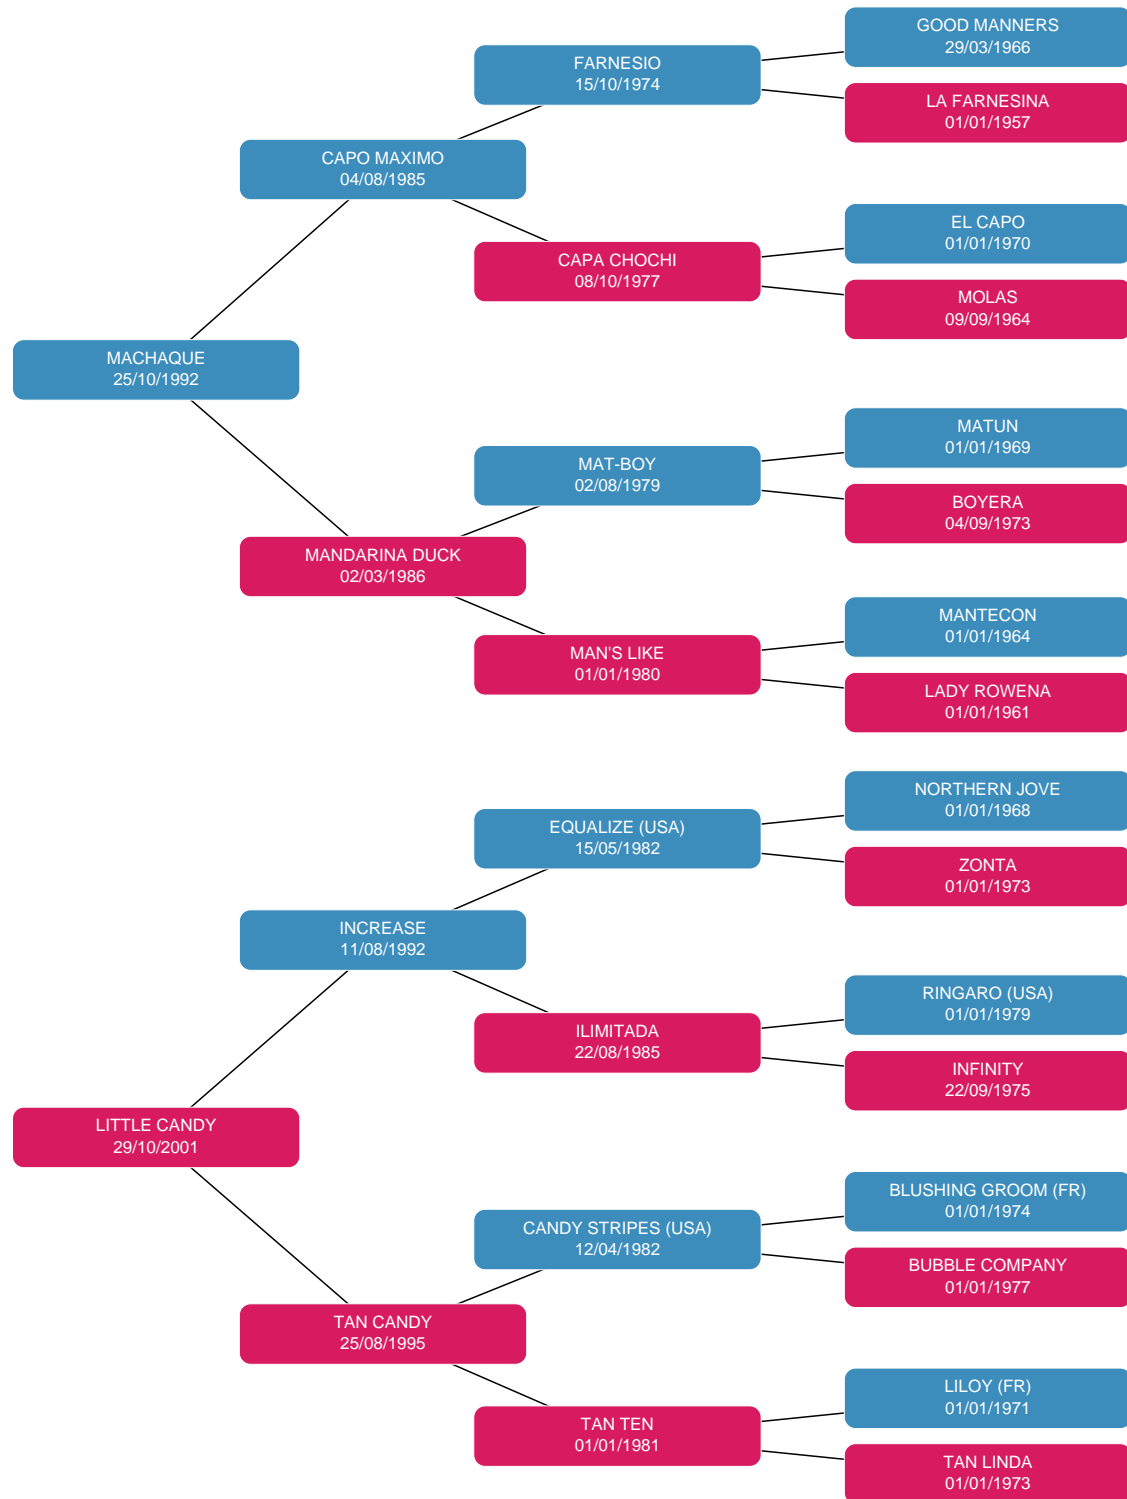 GOOD MANNERS
29/03/1966
FARNESIO
15/10/1974
LA FARNESINA
01/01/1957
CAPO MAXIMO
04/08/1985
EL CAPO
01/01/1970
CAPA CHOCHI
08/10/1977
MOLAS
09/09/1964
MACHAQUE
25/10/1992
MATUN
01/01/1969
MAT-BOY
02/08/1979
BOYERA
04/09/1973
MANDARINA DUCK
02/03/1986
MANTECON
01/01/1964
MAN'S LIKE
01/01/1980
LADY ROWENA
01/01/1961
NORTHERN JOVE
01/01/1968
EQUALIZE (USA)
15/05/1982
ZONTA
01/01/1973
INCREASE
11/08/1992
RINGARO (USA)
01/01/1979
ILIMITADA
22/08/1985
INFINITY
22/09/1975
LITTLE CANDY
29/10/2001
BLUSHING GROOM (FR)
01/01/1974
CANDY STRIPES (USA)
12/04/1982
BUBBLE COMPANY
01/01/1977
TAN CANDY
25/08/1995
LILOY (FR)
01/01/1971
TAN TEN
01/01/1981
TAN LINDA
01/01/1973